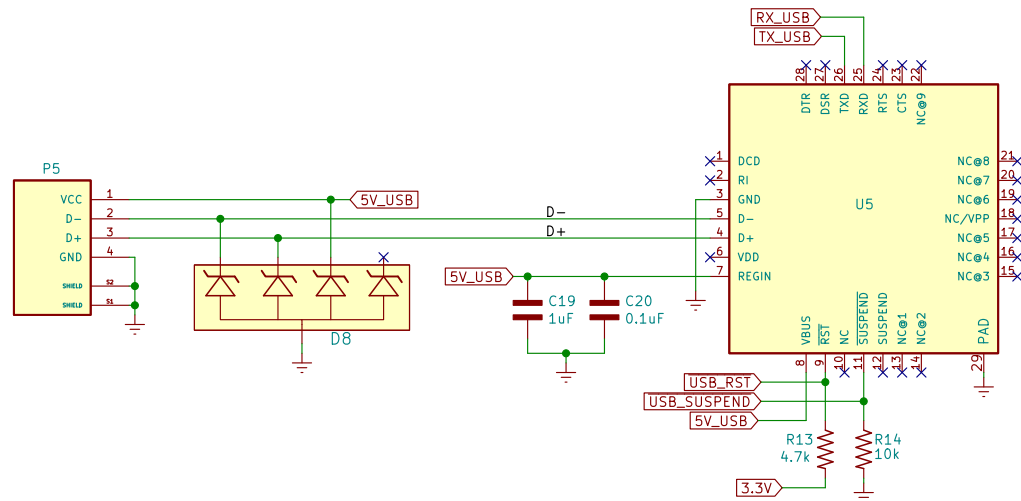 RX_USB
TX_USB
28 27 26 25 24 23 22
DTR DSR TXD RXD RTS CTS NC@9
P5
VCC 1
D- 2
D+ 3
GND 4
SHIELD S2
SHIELD S1
5V_USB
D-
D+
D8
5V_USB
C19
1uF
C20
0.1uF
U5
1 DCD
2 RI
3 GND
5 D-
4 D+
6 VDD
7 REGIN
NC@8 21
NC@7 20
NC@6 19
NC/VPP 18
NC@5 17
NC@4 16
NC@3 15
VBUS RST NC SUSPEND SUSPEND NC@1 NC@2 PAD
8 9 10 11 12 13 14 29
USB_RST
USB_SUSPEND
5V_USB
R13
4.7k
R14
10k
3.3V